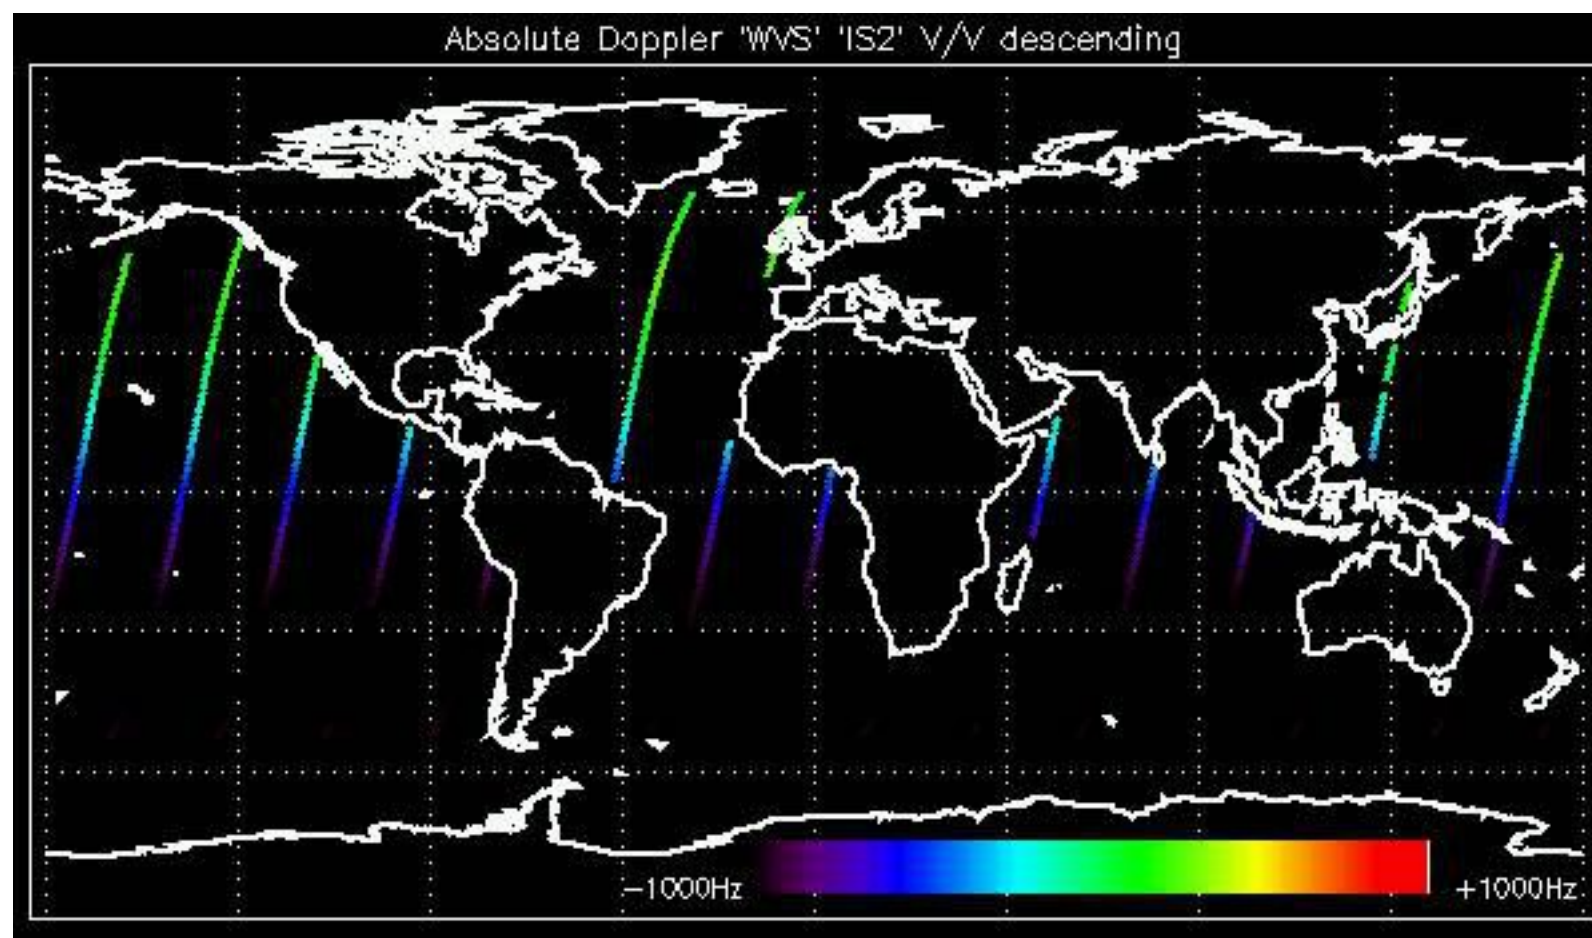 Absolute Doppler 'WVS' 'IS2' V/V descending
-1000Hz
+1000Hz